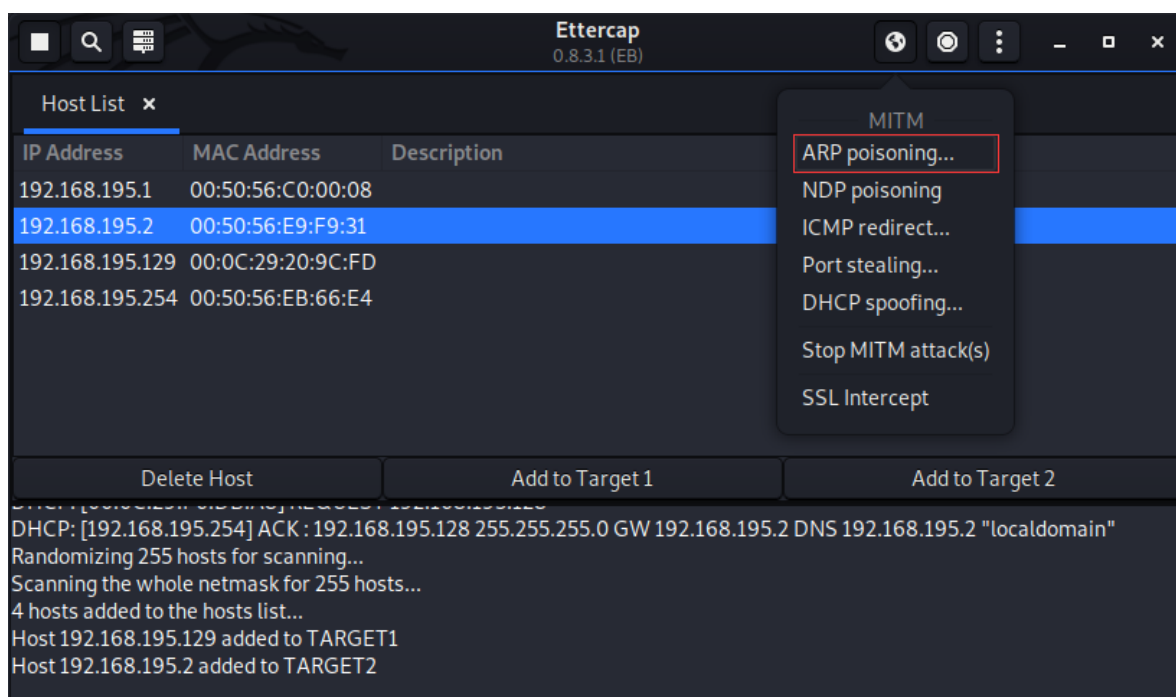 Ettercap
0.8.3.1 (EB)
Host List ×
IP Address MAC Address Description
192.168.195.1 00:50:56:C0:00:08
192.168.195.2 00:50:56:E9:F9:31
192.168.195.129 00:0C:29:20:9C:FD
192.168.195.254 00:50:56:EB:66:E4
MITM
ARP poisoning...
NDP poisoning
ICMP redirect...
Port stealing...
DHCP spoofing...
Stop MITM attack(s)
SSL Intercept
Delete Host Add to Target 1 Add to Target 2
DHCP: [192.168.195.254] ACK : 192.168.195.128 255.255.255.0 GW 192.168.195.2 DNS 192.168.195.2 "localdomain"
Randomizing 255 hosts for scanning...
Scanning the whole netmask for 255 hosts...
4 hosts added to the hosts list...
Host 192.168.195.129 added to TARGET1
Host 192.168.195.2 added to TARGET2